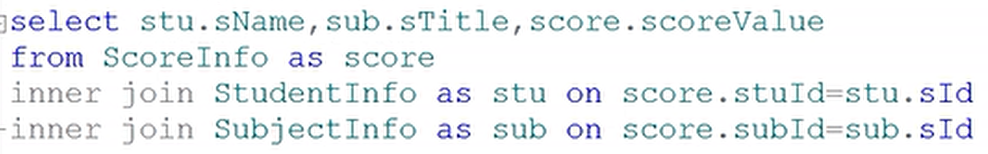 select stu.sName,sub.sTitle,score.scoreValue
from ScoreInfo as score
inner join StudentInfo as stu on score.stuId=stu.sId
inner join SubjectInfo as sub on score.subId=sub.sId